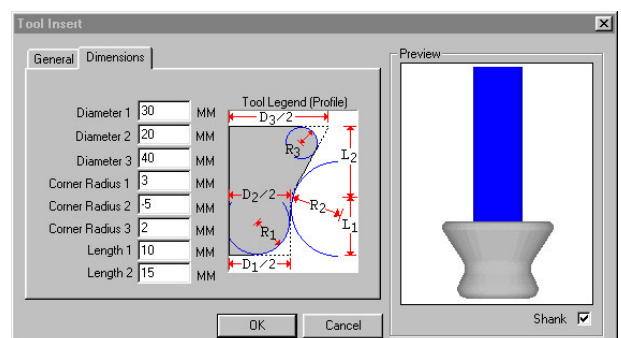 Tool Insert
General Dimensions
Diameter 1 30 MM
Diameter 2 20 MM
Diameter 3 40 MM
Corner Radius 1 3 MM
Corner Radius 2 -5 MM
Corner Radius 3 2 MM
Length 1 10 MM
Length 2 15 MM
Tool Legend (Profile)
D3/2
R3
L2
D2/2
R2
R1
L1
D1/2
Preview
Shank
OK Cancel